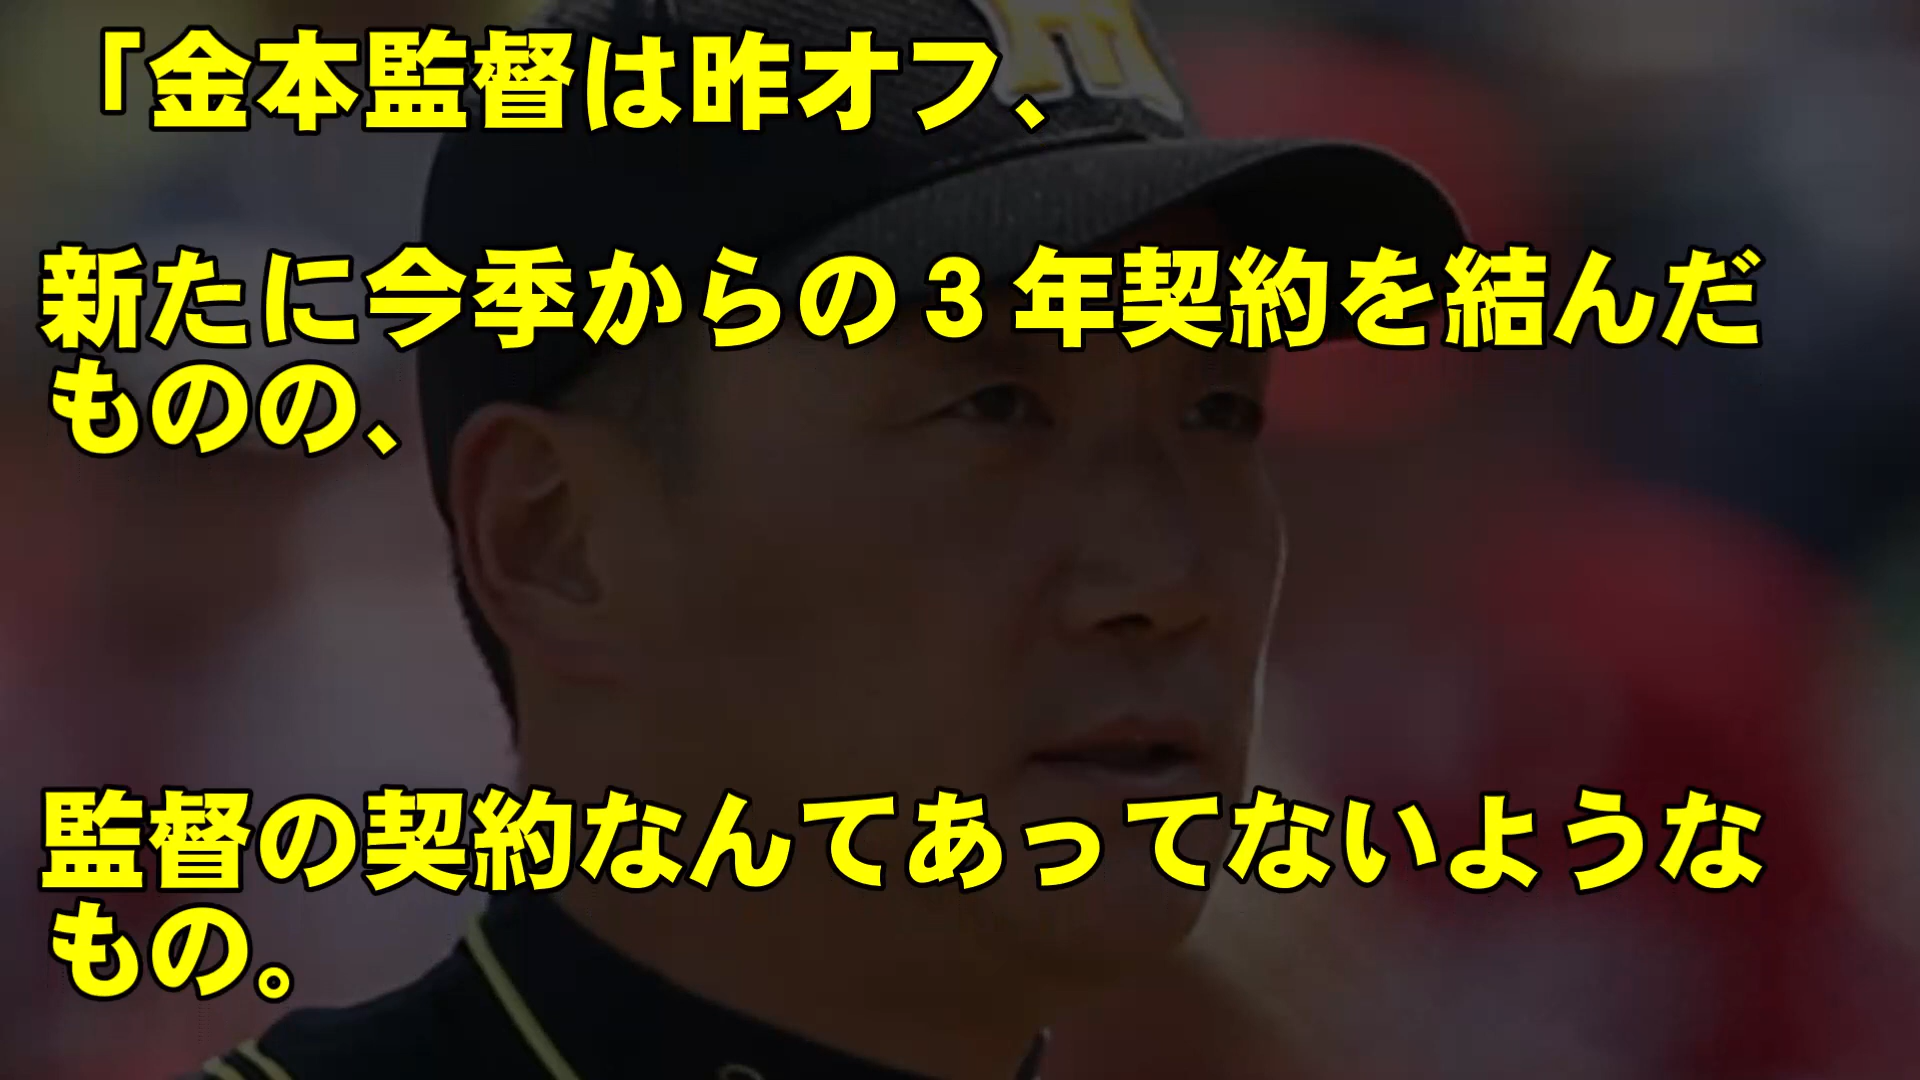 「金本監督は昨オフ、
新たに今季からの３年契約を結んだ
ものの、
監督の契約なんてあってないような
もの。